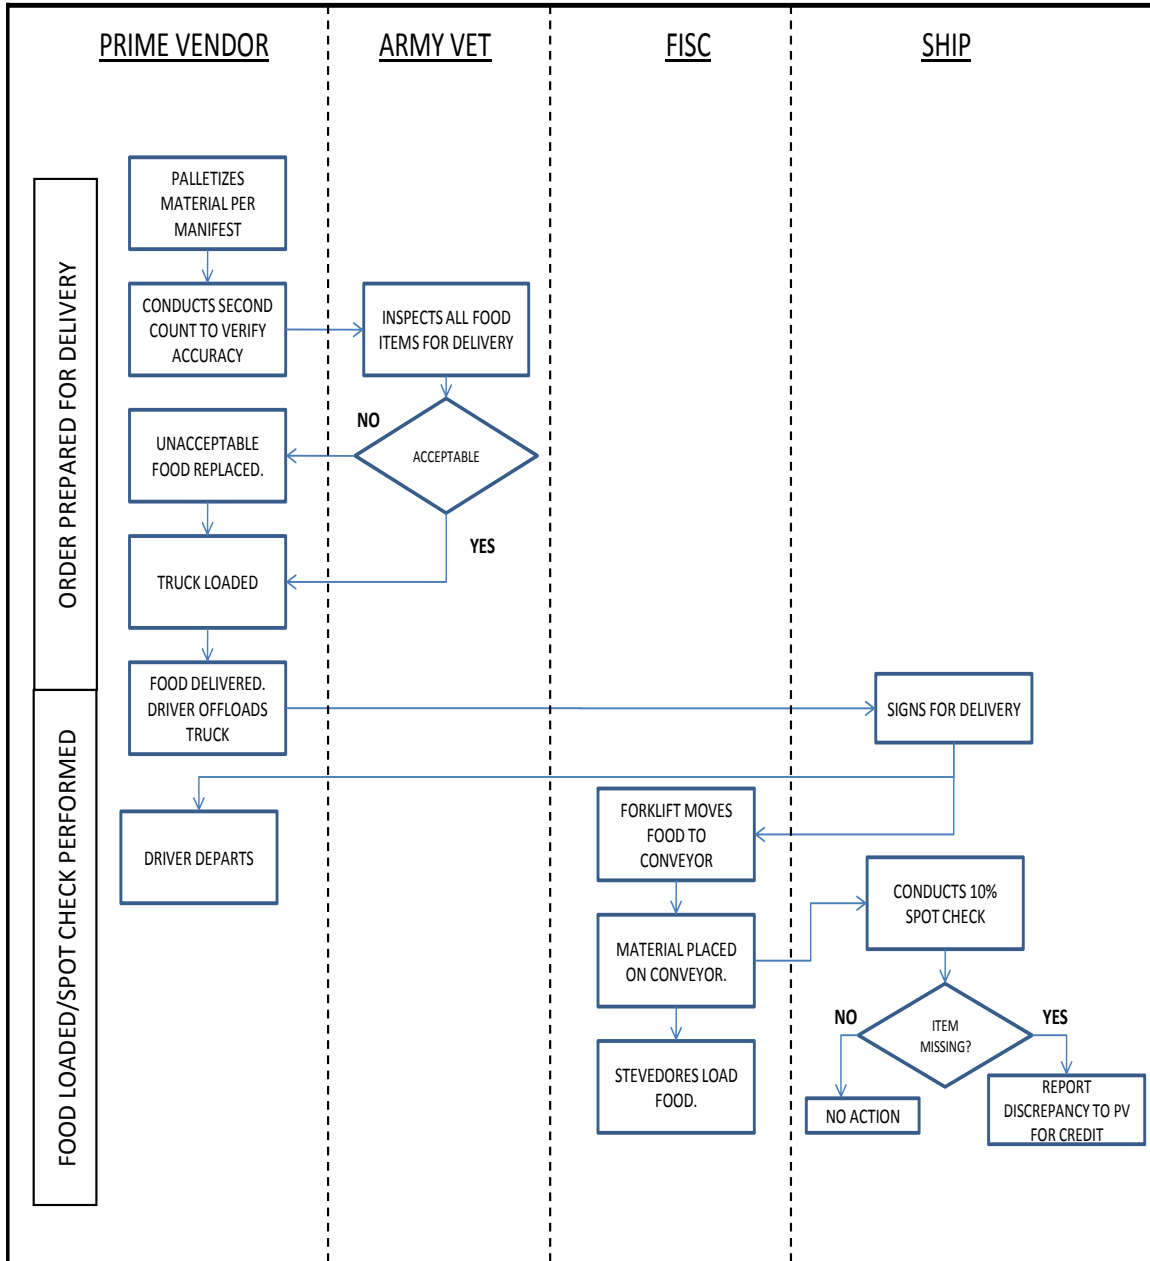 PRIME VENDOR
ARMY VET
FISC
SHIP
ORDER PREPARED FOR DELIVERY
PALLETIZES
MATERIAL PER
MANIFEST
CONDUCTS SECOND
COUNT TO VERIFY
ACCURACY
INSPECTS ALL FOOD
ITEMS FOR DELIVERY
NO
ACCEPTABLE
YES
UNACCEPTABLE
FOOD REPLACED.
TRUCK LOADED
FOOD DELIVERED.
DRIVER OFFLOADS
TRUCK
SIGNS FOR DELIVERY
FOOD LOADED/SPOT CHECK PERFORMED
DRIVER DEPARTS
FORKLIFT MOVES
FOOD TO
CONVEYOR
MATERIAL PLACED
ON CONVEYOR.
CONDUCTS 10%
SPOT CHECK
STEVEDORES LOAD
FOOD.
NO
ITEM
MISSING?
YES
NO ACTION
REPORT
DISCREPANCY TO PV
FOR CREDIT